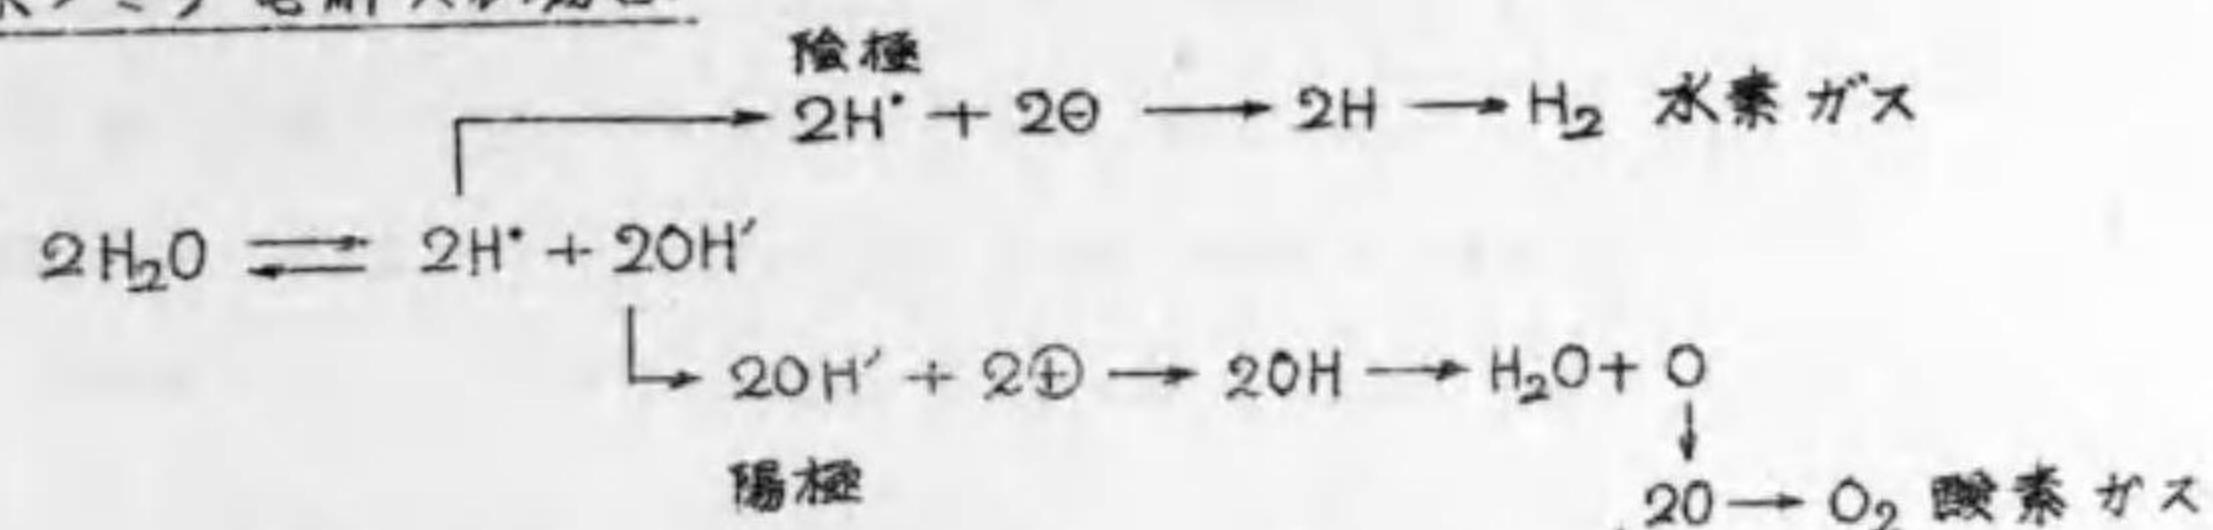 陰極
2H˙ + 2⊖ → 2H → H₂ 水素ガス
2H₂O ⇌ 2H˙ + 2OH′
2OH′ + 2⊕ → 2OH → H₂O + O
↓
陽極
2O → O₂ 酸素ガス